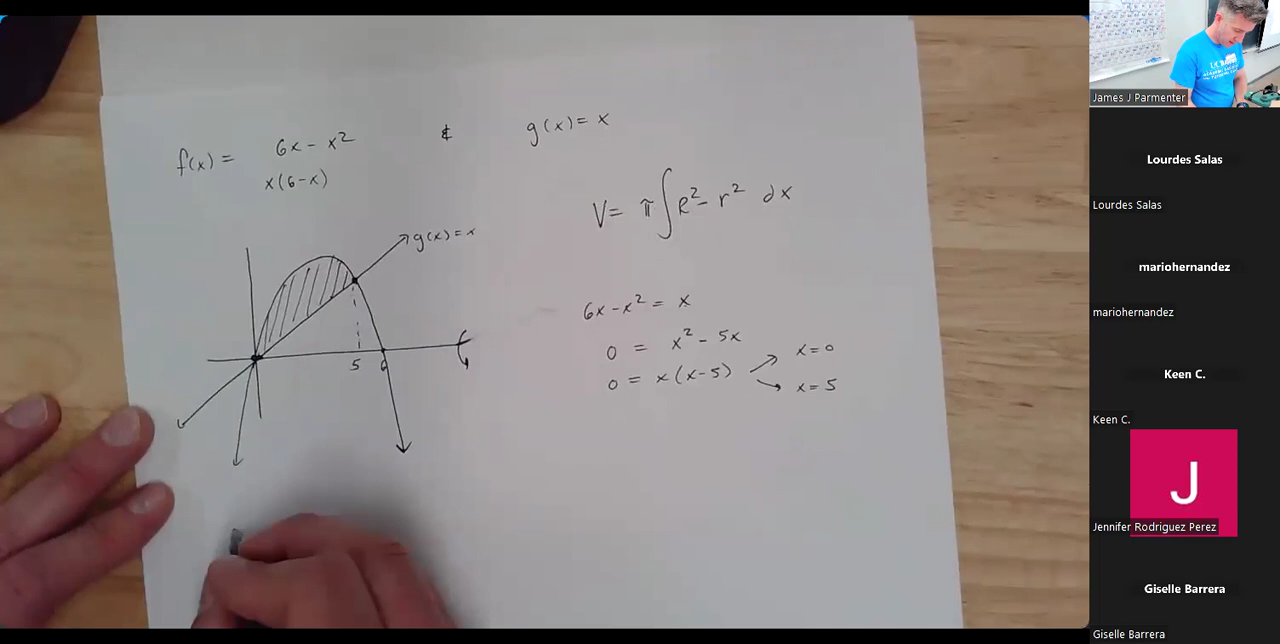 f(x) = 6x - x² & g(x) = x
x(6-x)
V = π∫R² - r² dx
g(x) = x
6x - x² = x
0 = x² - 5x
0 = x(x-5)
x = 0
x = 5
5 6
James J Parmenter
Lourdes Salas
Lourdes Salas
mariohernandez
mariohernandez
Keen C.
Keen C.
J
Jennifer Rodriguez Perez
Giselle Barrera
Giselle Barrera